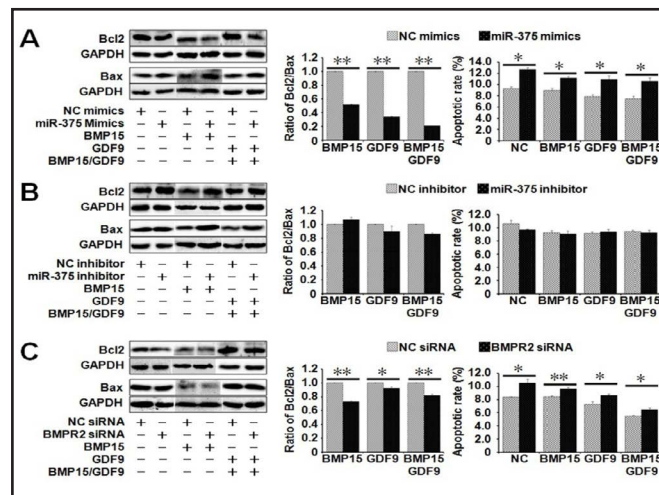 A
Bcl2
GAPDH
Bax
GAPDH
NC mimics + − + − + −
miR-375 Mimics − + − + − +
BMP15 − − + + − −
GDF9 − − − − + +
BMP15/GDF9 − − − − + +
NC mimics miR-375 mimics
Ratio of Bcl2/Bax
1.2
1.0
0.8
0.6
0.4
0.2
0.0
** ** **
BMP15 GDF9 BMP15
GDF9
Apoptotic rate (%)
14.0
12.0
10.0
8.0
6.0
4.0
2.0
0.0
* * * *
NC BMP15 GDF9 BMP15
GDF9
B
Bcl2
GAPDH
Bax
GAPDH
NC inhibitor + − + − + −
miR-375 inhibitor − + − + − +
BMP15 − − + + − −
GDF9 − − − − + +
BMP15/GDF9 − − − − + +
NC inhibitor miR-375 inhibitor
Ratio of Bcl2/Bax
1.2
1.0
0.8
0.6
0.4
0.2
0.0
BMP15 GDF9 BMP15
GDF9
Apoptotic rate (%)
14.0
12.0
10.0
8.0
6.0
4.0
2.0
0.0
NC BMP15 GDF9 BMP15
GDF9
C
Bcl2
GAPDH
Bax
GAPDH
NC siRNA + − + − + −
BMPR2 siRNA − + − + − +
BMP15 − − + + − −
GDF9 − − − − + +
BMP15/GDF9 − − − − + +
NC siRNA BMPR2 siRNA
Ratio of Bcl2/Bax
1.2
1.0
0.8
0.6
0.4
0.2
0.0
** * **
BMP15 GDF9 BMP15
GDF9
Apoptotic rate (%)
12.0
10.0
8.0
6.0
4.0
2.0
0.0
* ** * *
NC BMP15 GDF9 BMP15
GDF9